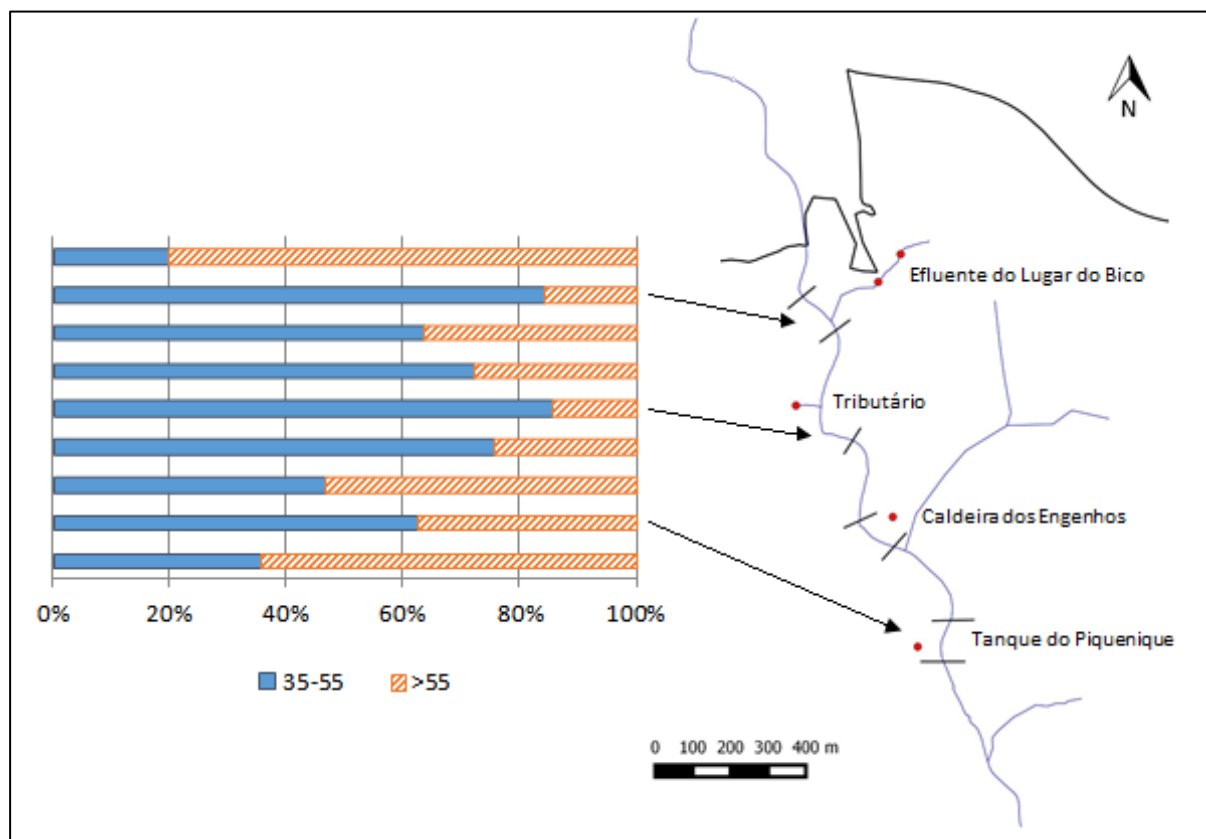 N
Efluente do Lugar do Bico
Tributário
Caldeira dos Engenhos
Tanque do Piquenique
0% 20% 40% 60% 80% 100%
35-55 >55
0 100 200 300 400 m